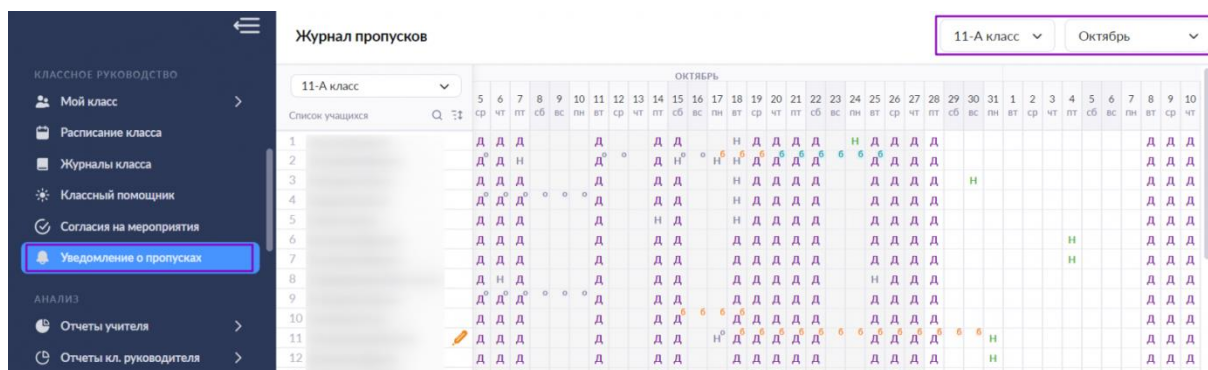 Журнал пропусков
11-А класс
Октябрь
КЛАССНОЕ РУКОВОДСТВО
Мой класс
Расписание класса
Журналы класса
Классный помощник
Согласия на мероприятия
Уведомление о пропусках
АНАЛИЗ
Отчеты учителя
Отчеты кл. руководителя
11-А класс
ОКТЯБРЬ
5 6 7 8 9 10 11 12 13 14 15 16 17 18 19 20 21 22 23 24 25 26 27 28 29 30 31 1 2 3 4 5 6 7 8 9 10
Список учащихся
ср чт пт сб вс пн вт ср чт пт сб вс пн вт ср чт пт сб вс пн вт ср чт пт сб вс пн вт ср чт пт сб вс пн вт ср чт
1 Д Д Д Д Д Д Н Д Д Д Д Н Д Д Д Д Д Д Д
2 Д о Д Н Д о о Д Н о о Н б Н б Д б Д б Д б Д б б б Д б Д Д Д Д Д Д
3 Д Д Д Д Д Д Н Д Д Д Д Д Д Д Д Н Д Д Д
4 Д о Д о Д о о о о Д Д Д Н Д Д Д Д Д Д Д Д Д Д Д
5 Д Д Д Д Н Д Н Д Д Д Д Д Д Д Д Д Д Д
6 Д Д Д Д Д Д Д Д Д Д Д Д Д Д Д Н Д Д Д
7 Д Д Д Д Д Д Д Д Д Д Д Д Д Д Д Н Д Д Д
8 Д Н Д Д Д Д Д Д Д Д Д Н Д Д Д Д Д Д
9 Д о Д о Д о о о о Д Д Д Д Д Д Д Д Д Д Д Д Д Д Д
10 Д Д Д Д Д Д б б б Д б Д Д Д Д Д Д Д Д Д Д Д
11 Д Д Д Д Д Д Н о Д б Д б Д б Д б Д б б б Д б Д б Д б Д б б б Н Д Д Д
12 Д Д Д Д Д Д Д Д Д Д Д Д Д Д Д Н Д Д Д